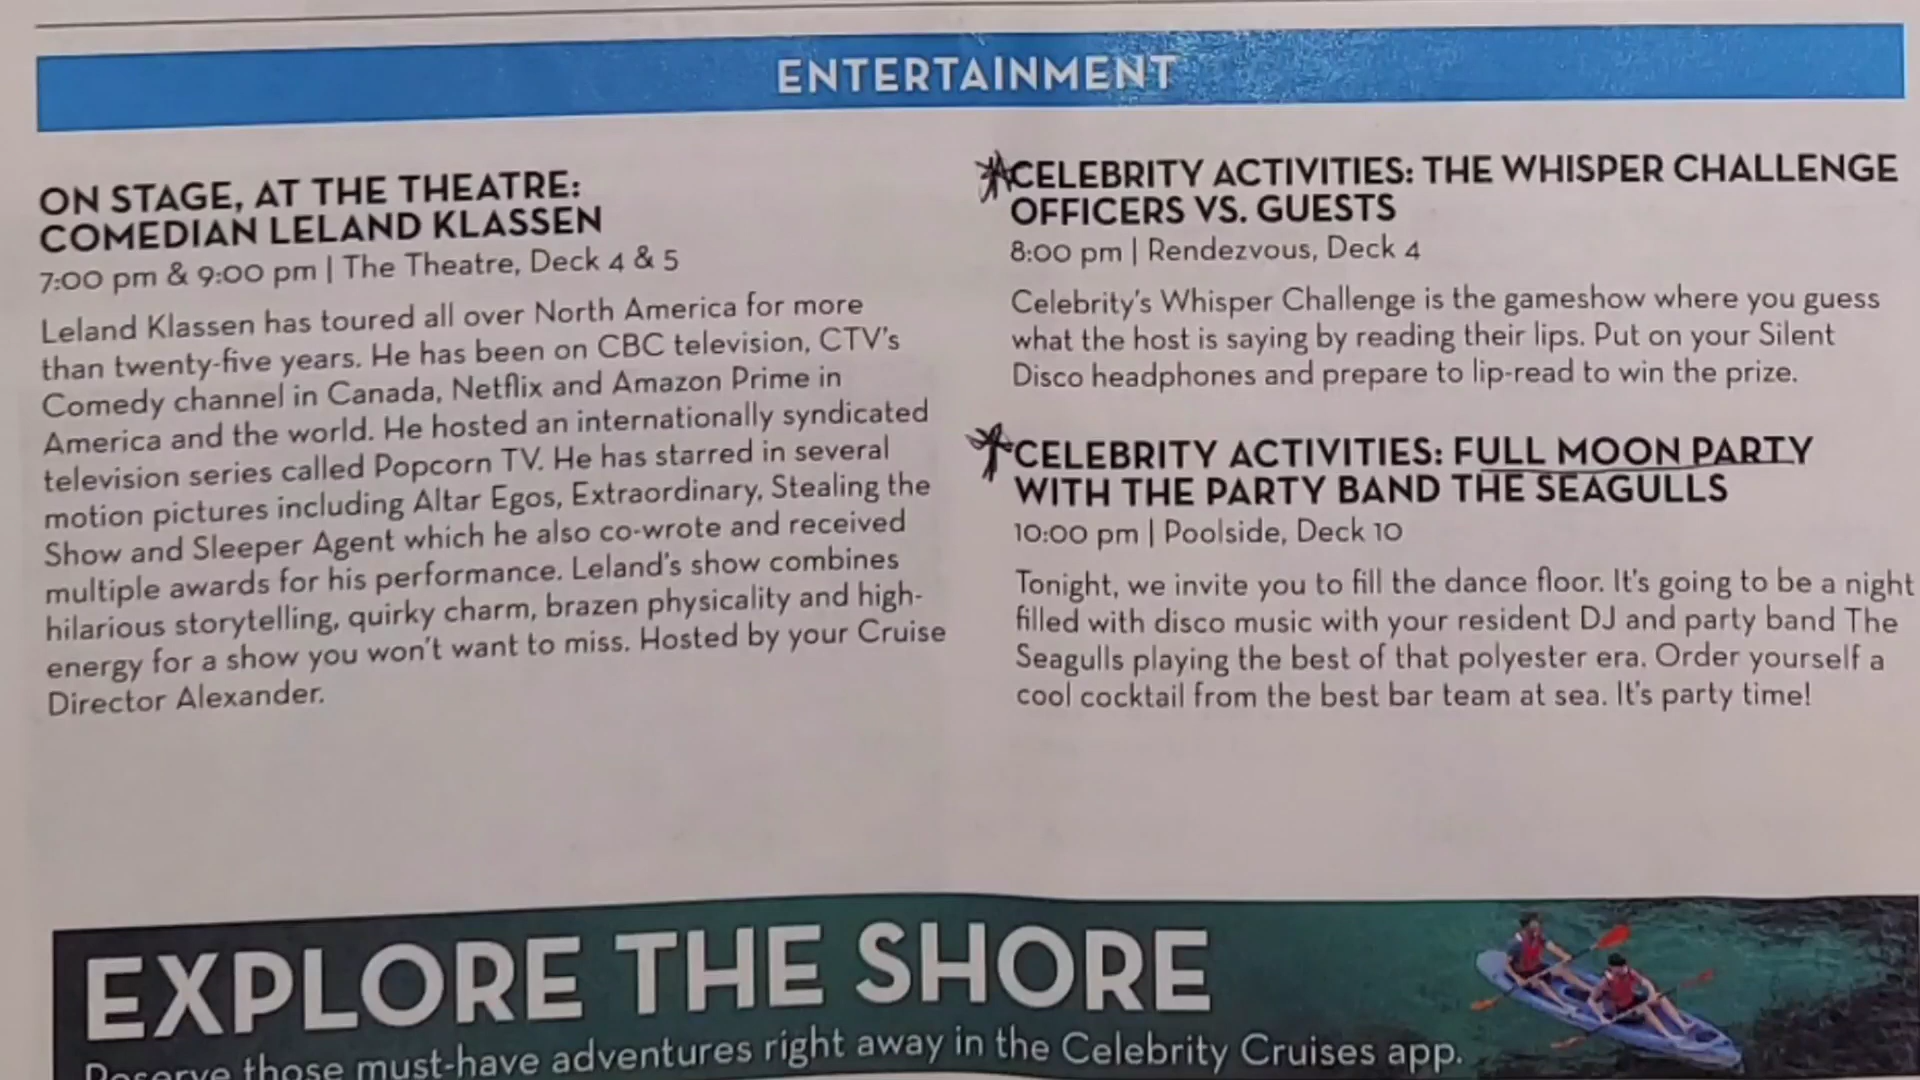 ENTERTAINMENT
ON STAGE, AT THE THEATRE:
COMEDIAN LELAND KLASSEN
7:00 pm & 9:00 pm | The Theatre, Deck 4 & 5
Leland Klassen has toured all over North America for more
than twenty-five years. He has been on CBC television, CTV's
Comedy channel in Canada, Netflix and Amazon Prime in
America and the world. He hosted an internationally syndicated
television series called Popcorn TV. He has starred in several
motion pictures including Altar Egos, Extraordinary, Stealing the
Show and Sleeper Agent which he also co-wrote and received
multiple awards for his performance. Leland's show combines
hilarious storytelling, quirky charm, brazen physicality and high-
energy for a show you won't want to miss. Hosted by your Cruise
Director Alexander.
CELEBRITY ACTIVITIES: THE WHISPER CHALLENGE
OFFICERS VS. GUESTS
8:00 pm | Rendezvous, Deck 4
Celebrity's Whisper Challenge is the gameshow where you guess
what the host is saying by reading their lips. Put on your Silent
Disco headphones and prepare to lip-read to win the prize.
CELEBRITY ACTIVITIES: FULL MOON PARTY
WITH THE PARTY BAND THE SEAGULLS
10:00 pm | Poolside, Deck 10
Tonight, we invite you to fill the dance floor. It's going to be a night
filled with disco music with your resident DJ and party band The
Seagulls playing the best of that polyester era. Order yourself a
cool cocktail from the best bar team at sea. It's party time!
EXPLORE THE SHORE
Reserve those must-have adventures right away in the Celebrity Cruises app.